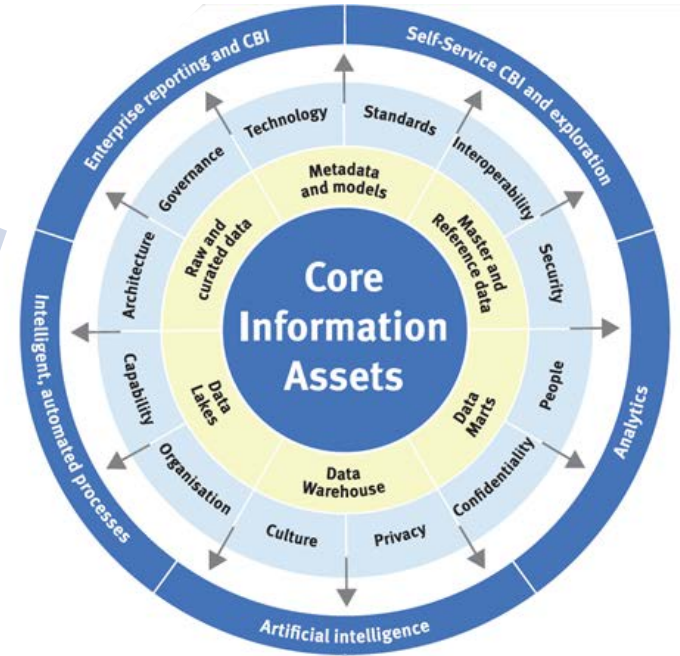 Enterprise reporting and CBI
Self-Service CBI and exploration
Analytics
Artificial intelligence
Intelligent, automated processes
Technology
Standards
Interoperability
Security
People
Confidentiality
Privacy
Culture
Organisation
Capability
Architecture
Governance
Metadata
and models
Master and
Reference data
Data
Marts
Data
Warehouse
Data
Lakes
Raw and
curated data
Core
Information
Assets